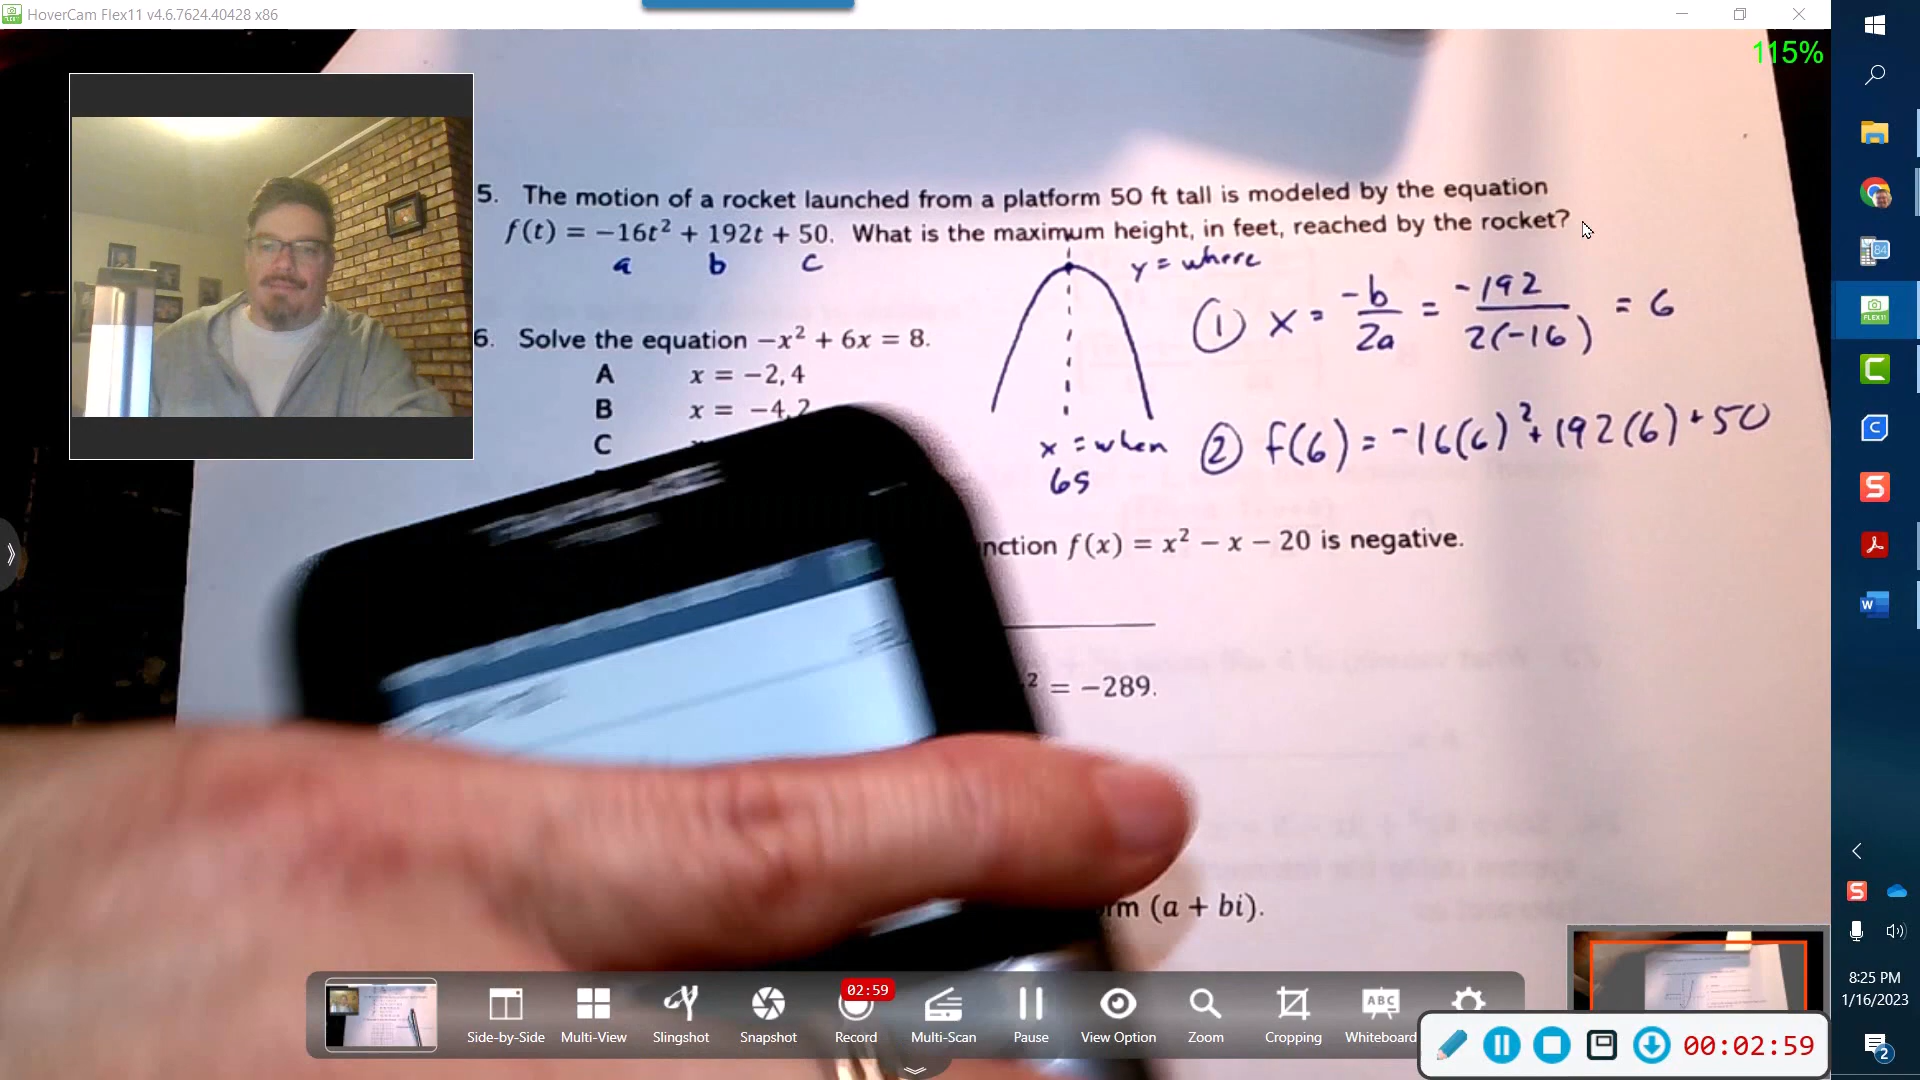 HoverCam Flex11 v4.6.7624.40428 x86
115%
5. The motion of a rocket launched from a platform 50 ft tall is modeled by the equation
f(t) = −16t² + 192t + 50. What is the maximum height, in feet, reached by the rocket?
a b c
y = where
① x = -b/2a = -192/2(-16) = 6
6. Solve the equation −x² + 6x = 8.
A x = −2, 4
B x = −4, 2
C
x = when
6s
② f(6) = -16(6)² + 192(6) + 50
nction f(x) = x² − x − 20 is negative.
² = −289.
rm (a + bi).
84
FLEX11
02:59
Side-by-Side
Multi-View
Slingshot
Snapshot
Record
Multi-Scan
Pause
View Option
Zoom
Cropping
ABC
Whiteboard
00:02:59
8:25 PM
1/16/2023
2